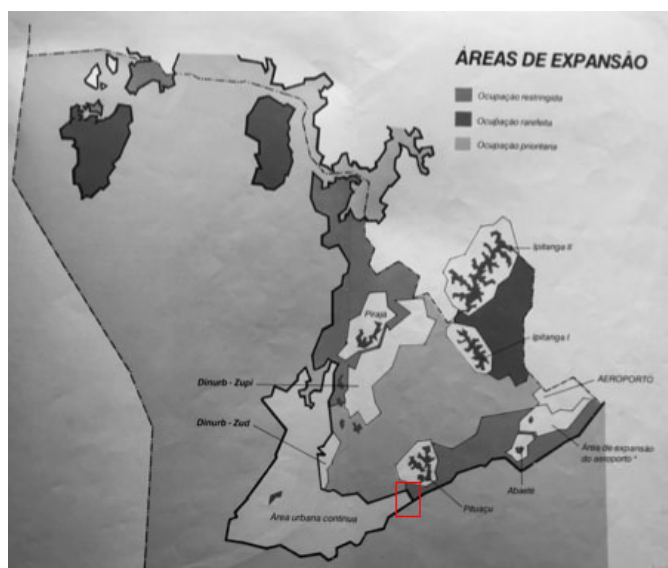 ÁREAS DE EXPANSÃO
Ocupação restringida
Ocupação rarefeita
Ocupação prioritária
Ipitanga II
Pirajá
Ipitanga I
AEROPORTO
Dinurb - Zupi
Dinurb - Zud
Área de expansão
do aeroporto *
Abaeté
Pituaçu
Área urbana contínua